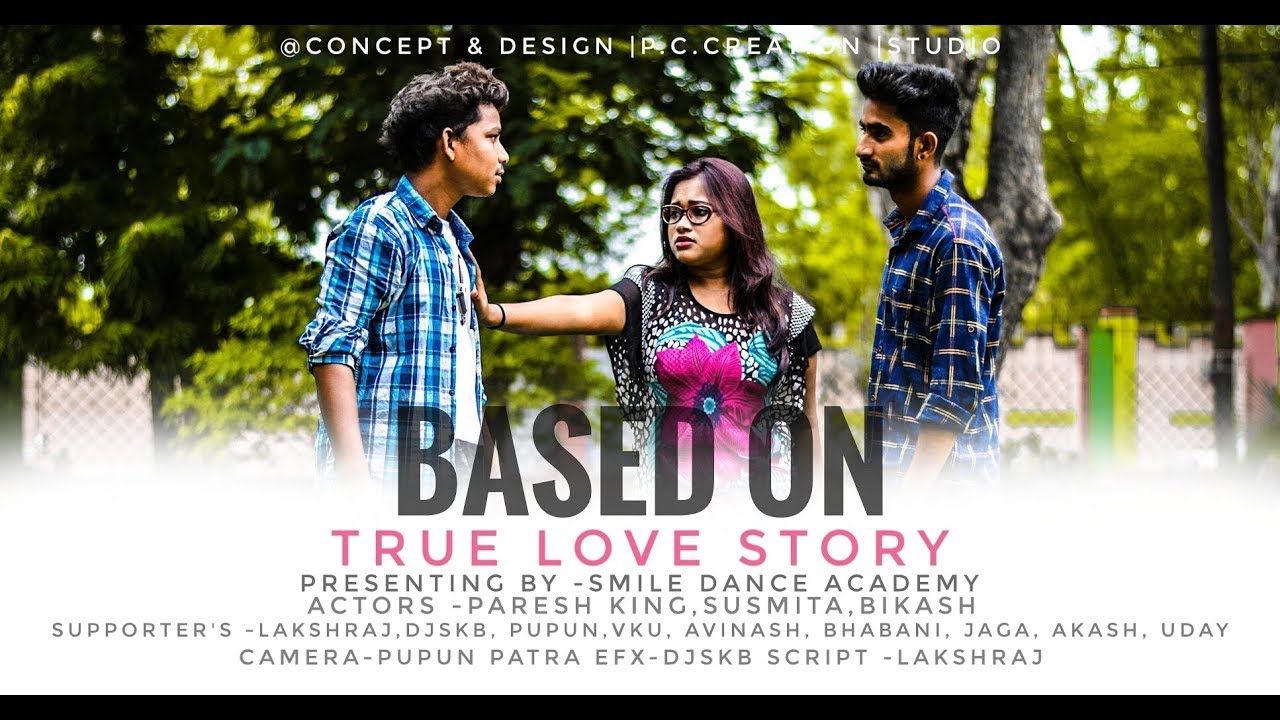 @CONCEPT & DESIGN |P.C.CREATION |STUDIO
BASED ON
TRUE LOVE STORY
PRESENTING BY -SMILE DANCE ACADEMY
ACTORS -PARESH KING,SUSMITA,BIKASH
SUPPORTER'S -LAKSHRAJ,DJSKB, PUPUN,VKU, AVINASH, BHABANI, JAGA, AKASH, UDAY
CAMERA-PUPUN PATRA EFX-DJSKB SCRIPT -LAKSHRAJ